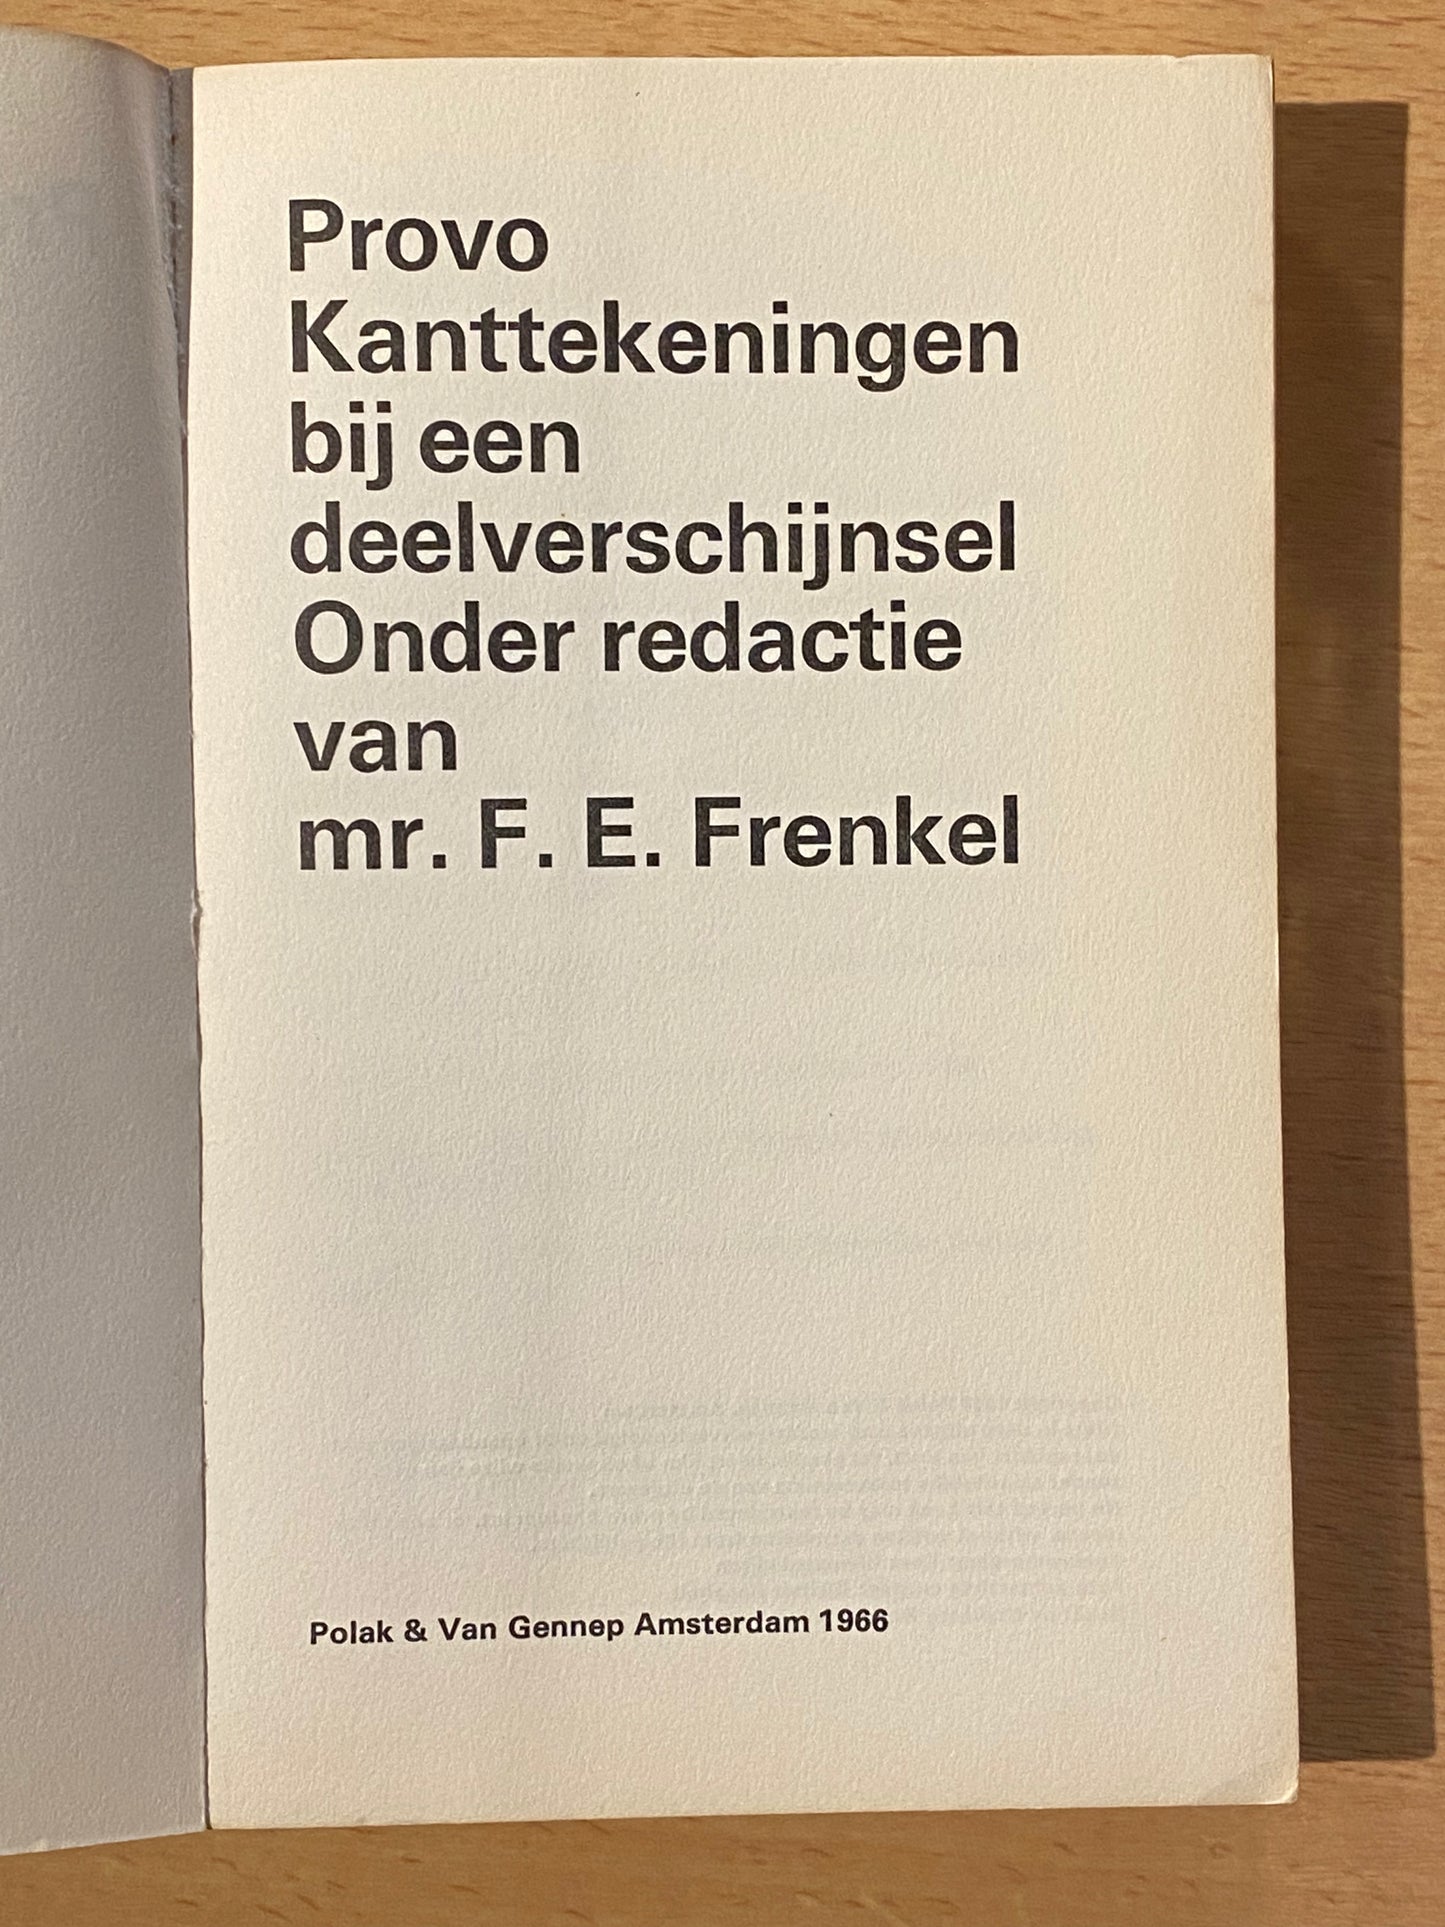 Provo
Kanttekeningen
bij een
deelverschijnsel
Onder redactie
van
mr. F. E. Frenkel
Polak & Van Gennep Amsterdam 1966